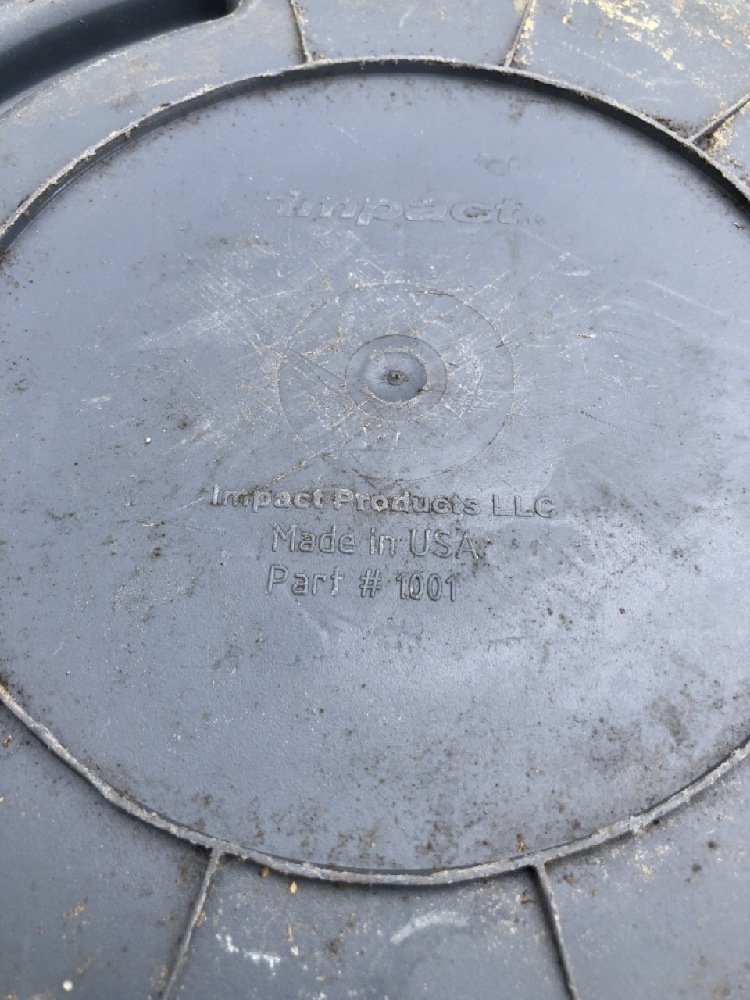 impact
Impact Products LLC
Made in USA
Part # 1001